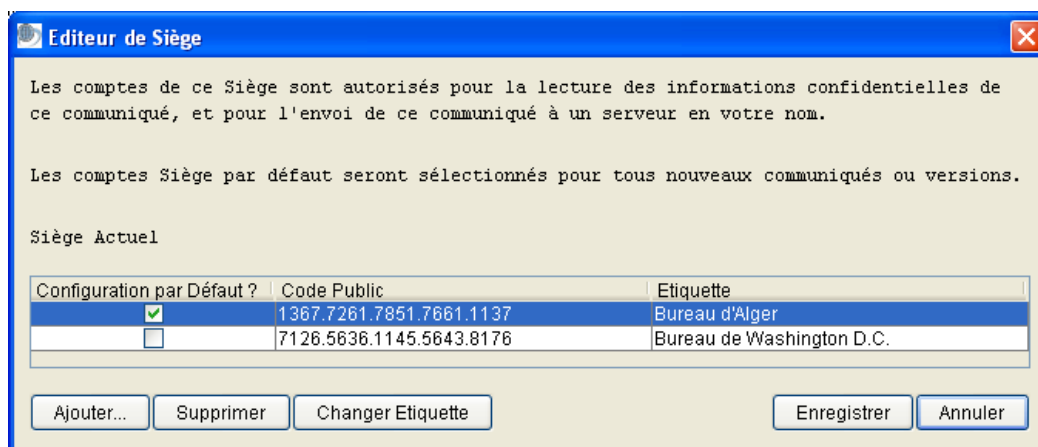 Editeur de Siège
Les comptes de ce Siège sont autorisés pour la lecture des informations confidentielles de
ce communiqué, et pour l'envoi de ce communiqué à un serveur en votre nom.
Les comptes Siège par défaut seront sélectionnés pour tous nouveaux communiqués ou versions.
Siège Actuel
Configuration par Défaut ? Code Public Etiquette
1367.7261.7851.7661.1137 Bureau d'Alger
7126.5636.1145.5643.8176 Bureau de Washington D.C.
Ajouter... Supprimer Changer Etiquette Enregistrer Annuler